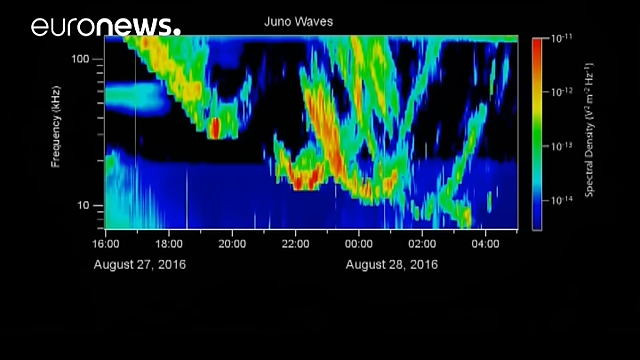 euronews.
Juno Waves
Frequency (kHz)
100
10
16:00 18:00 20:00 22:00 00:00 02:00 04:00
August 27, 2016 August 28, 2016
10⁻¹¹
10⁻¹²
10⁻¹³
10⁻¹⁴
Spectral Density (V² m⁻² Hz⁻¹)